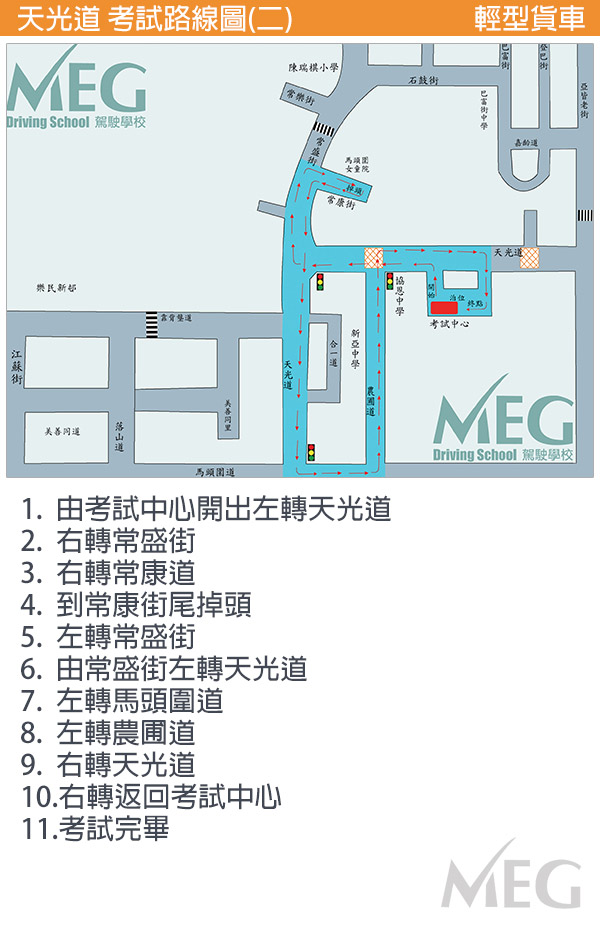 天光道 考試路線圖(二)
輕型貨車
MEG
Driving School 駕駛學校
陳瑞祺小學
石鼓街
巴富街
登巴街
亞皆老街
常樂街
巴富街中學
常盛街
馬頭圍
女童院
嘉齡道
掉頭
常康街
天光道
樂民新邨
開始
泊位
終點
協恩中學
考試中心
靠背壟道
江蘇街
合一道
新亞中學
天光道
農圃道
美善同里
美善同道
落山道
馬頭圍道
MEG
Driving School 駕駛學校
1. 由考試中心開出左轉天光道
2. 右轉常盛街
3. 右轉常康道
4. 到常康街尾掉頭
5. 左轉常盛街
6. 由常盛街左轉天光道
7. 左轉馬頭圍道
8. 左轉農圃道
9. 右轉天光道
10.右轉返回考試中心
11.考試完畢
MEG